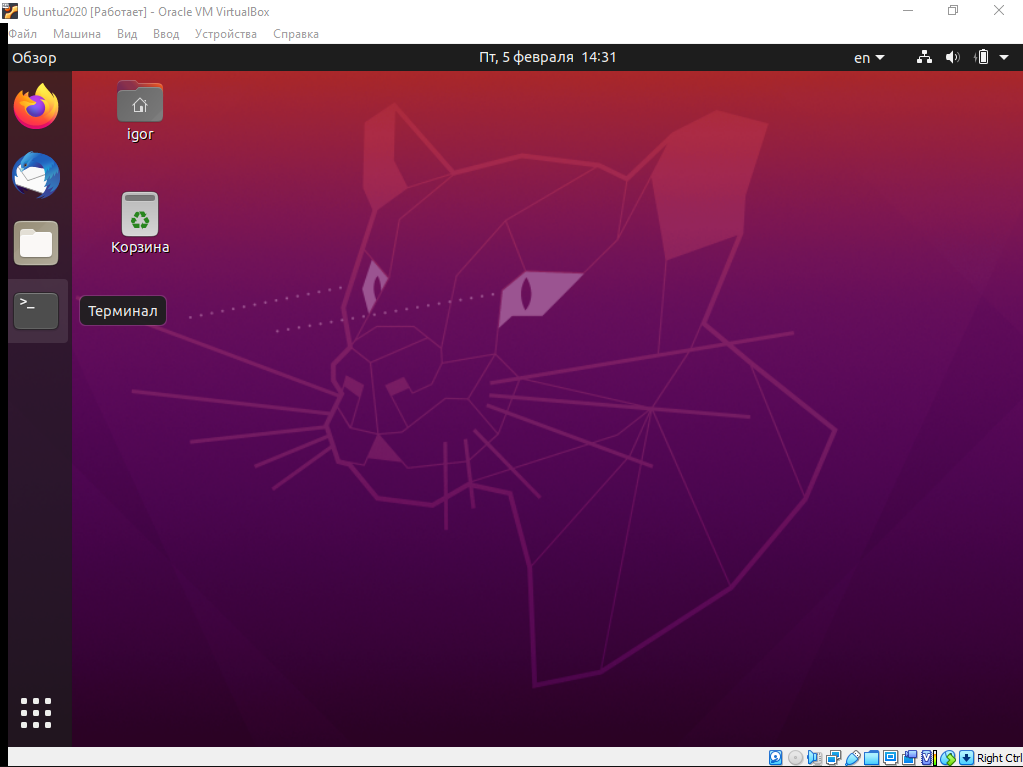 Ubuntu2020 [Работает] - Oracle VM VirtualBox
Файл Машина Вид Ввод Устройства Справка
Обзор Пт, 5 февраля 14:31 en
igor
Корзина
>_ Терминал
Right Ctrl